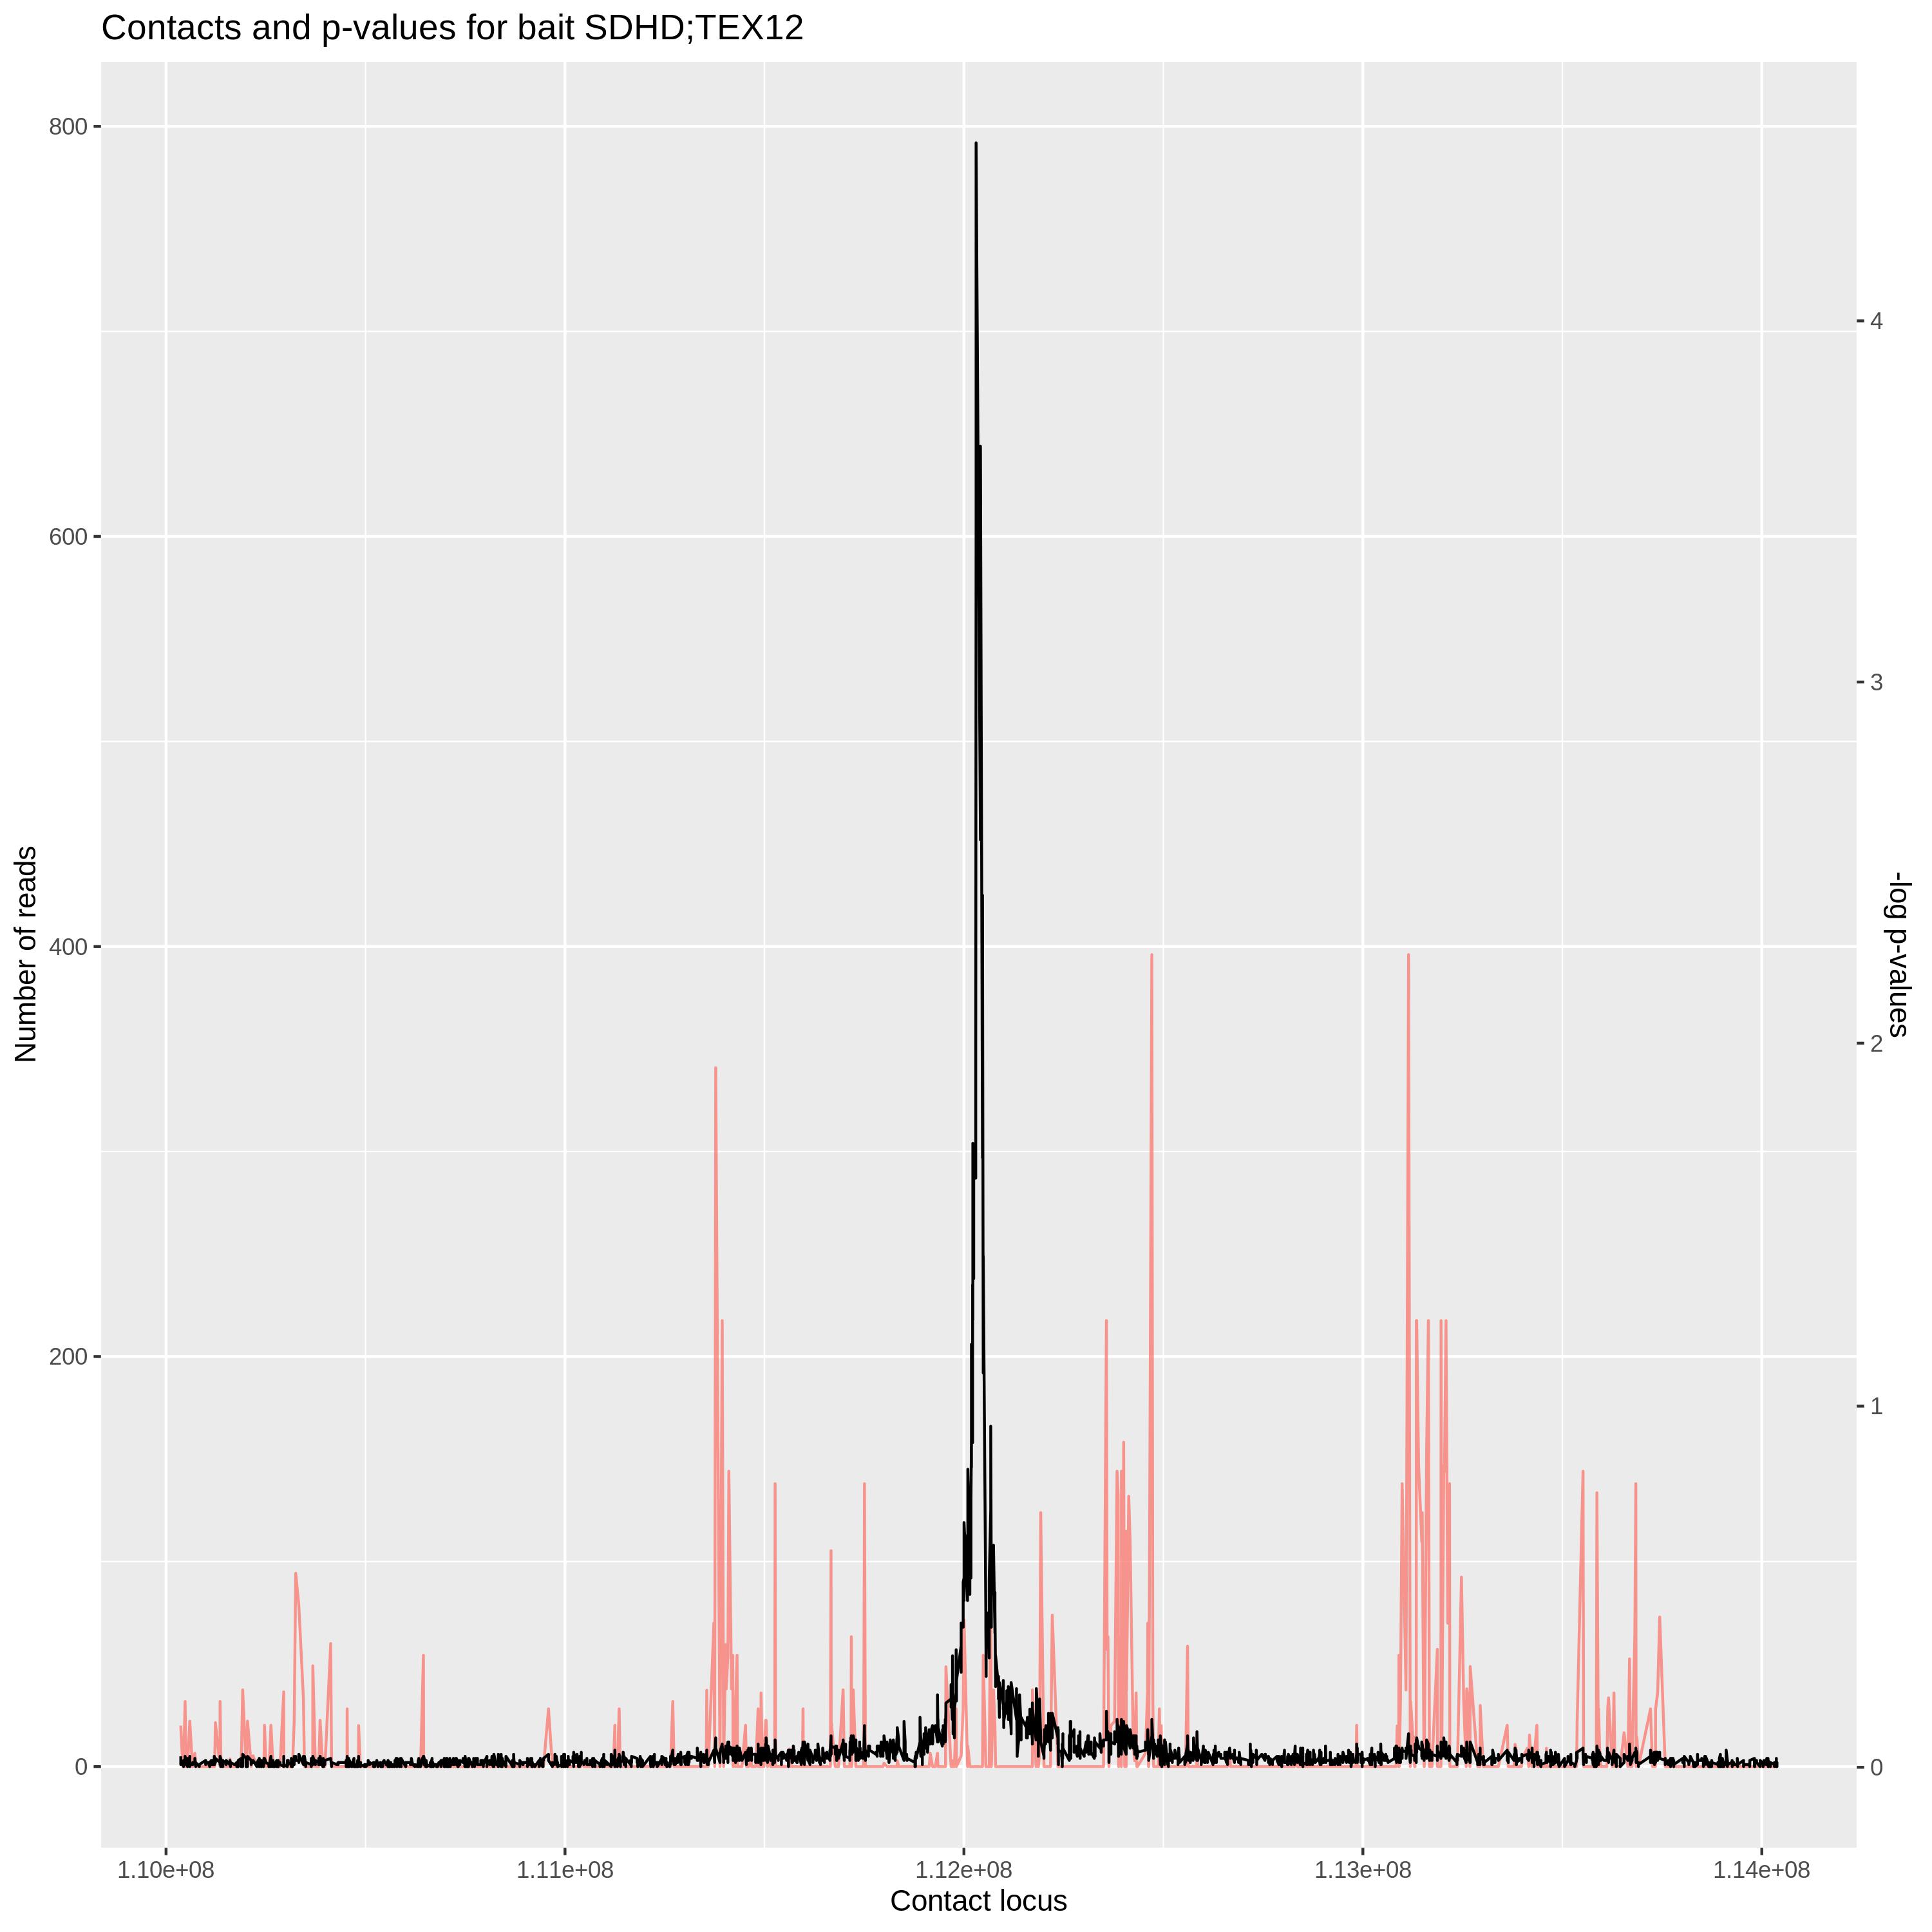 Contacts and p-values for bait SDHD;TEX12
Number of reads
800
600
400
200
0
4
3
2
1
0
-log p-values
1.10e+08
1.11e+08
1.12e+08
1.13e+08
1.14e+08
Contact locus